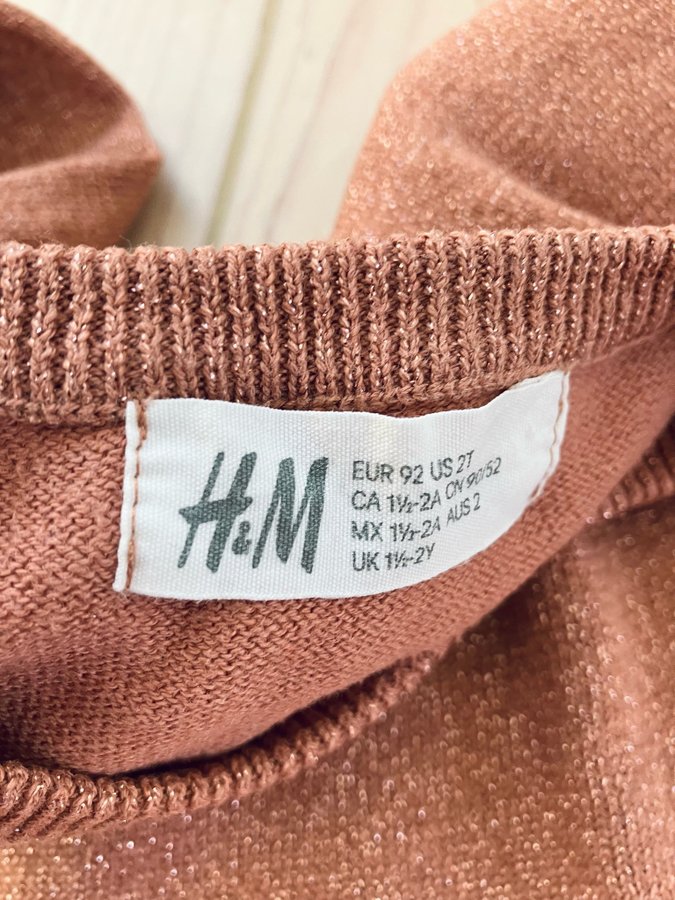 H&M
EUR 92 US 2T
CA 1½-2A CN 90/52
MX 1½-2A AUS 2
UK 1½-2Y